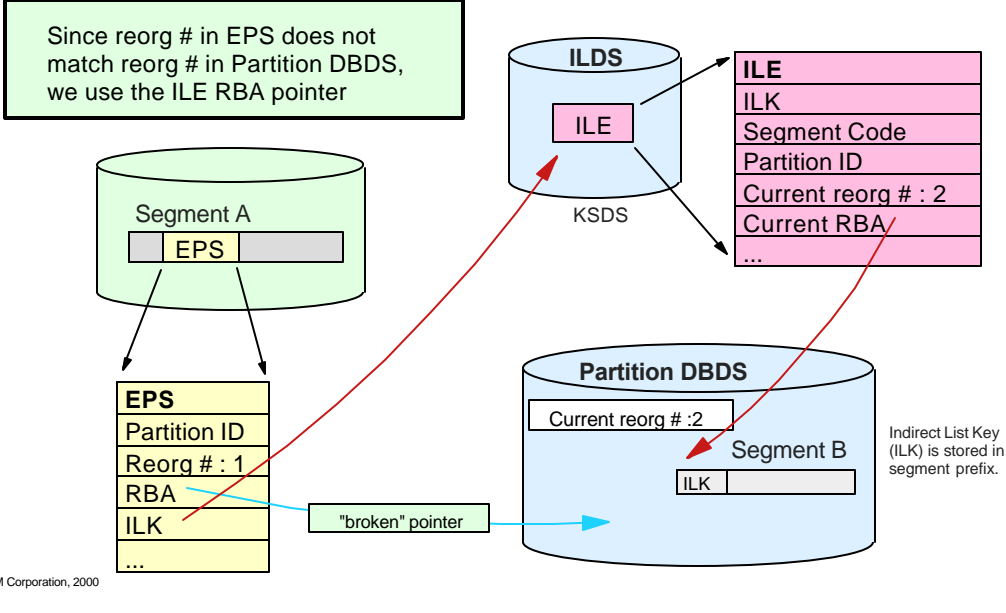 Since reorg # in EPS does not
match reorg # in Partition DBDS,
we use the ILE RBA pointer
ILDS
ILE
KSDS
ILE
ILK
Segment Code
Partition ID
Current reorg # : 2
Current RBA
...
Segment A
EPS
EPS
Partition ID
Reorg # : 1
RBA
ILK
...
"broken" pointer
Partition DBDS
Current reorg # :2
Segment B
ILK
Indirect List Key
(ILK) is stored in
segment prefix.
M Corporation, 2000